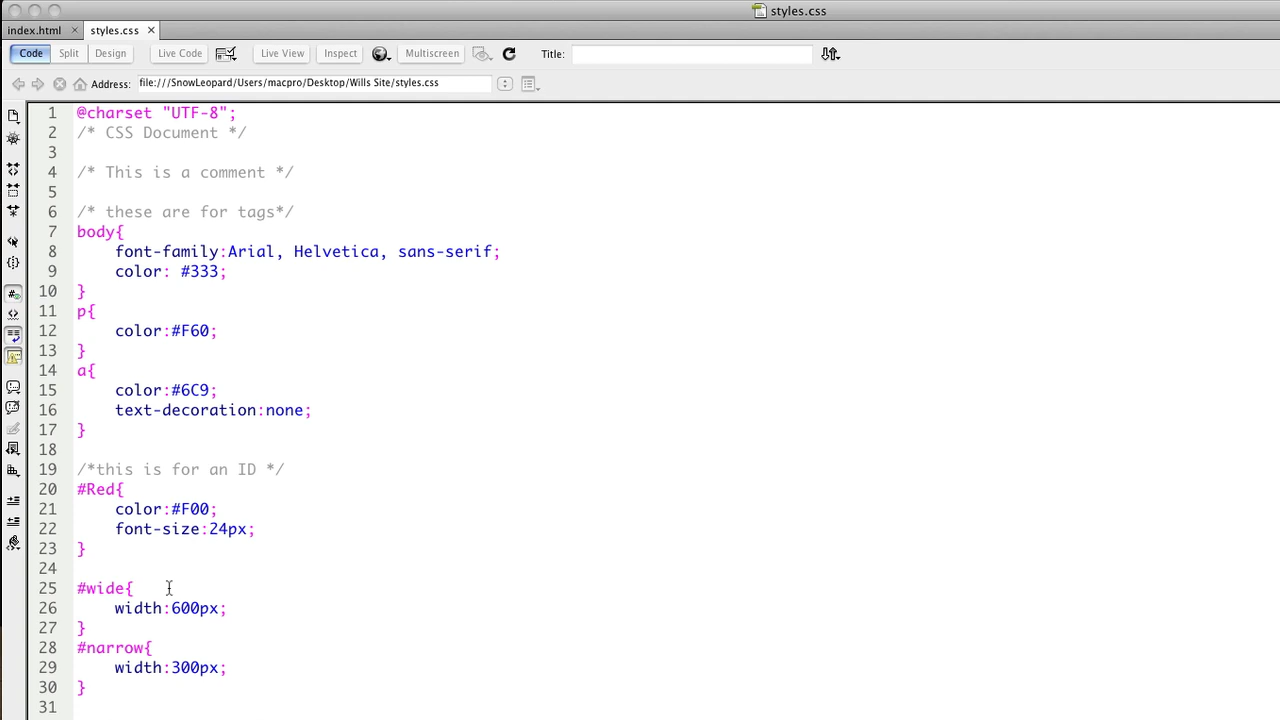 styles.css
index.html
styles.css
Code Split Design Live Code Live View Inspect Multiscreen Title:
Address: file:///SnowLeopard/Users/macpro/Desktop/Wills Site/styles.css
1 @charset "UTF-8";
2 /* CSS Document */
3
4 /* This is a comment */
5
6 /* these are for tags*/
7 body{
8 font-family:Arial, Helvetica, sans-serif;
9 color: #333;
10 }
11 p{
12 color:#F60;
13 }
14 a{
15 color:#6C9;
16 text-decoration:none;
17 }
18
19 /*this is for an ID */
20 #Red{
21 color:#F00;
22 font-size:24px;
23 }
24
25 #wide{
26 width:600px;
27 }
28 #narrow{
29 width:300px;
30 }
31